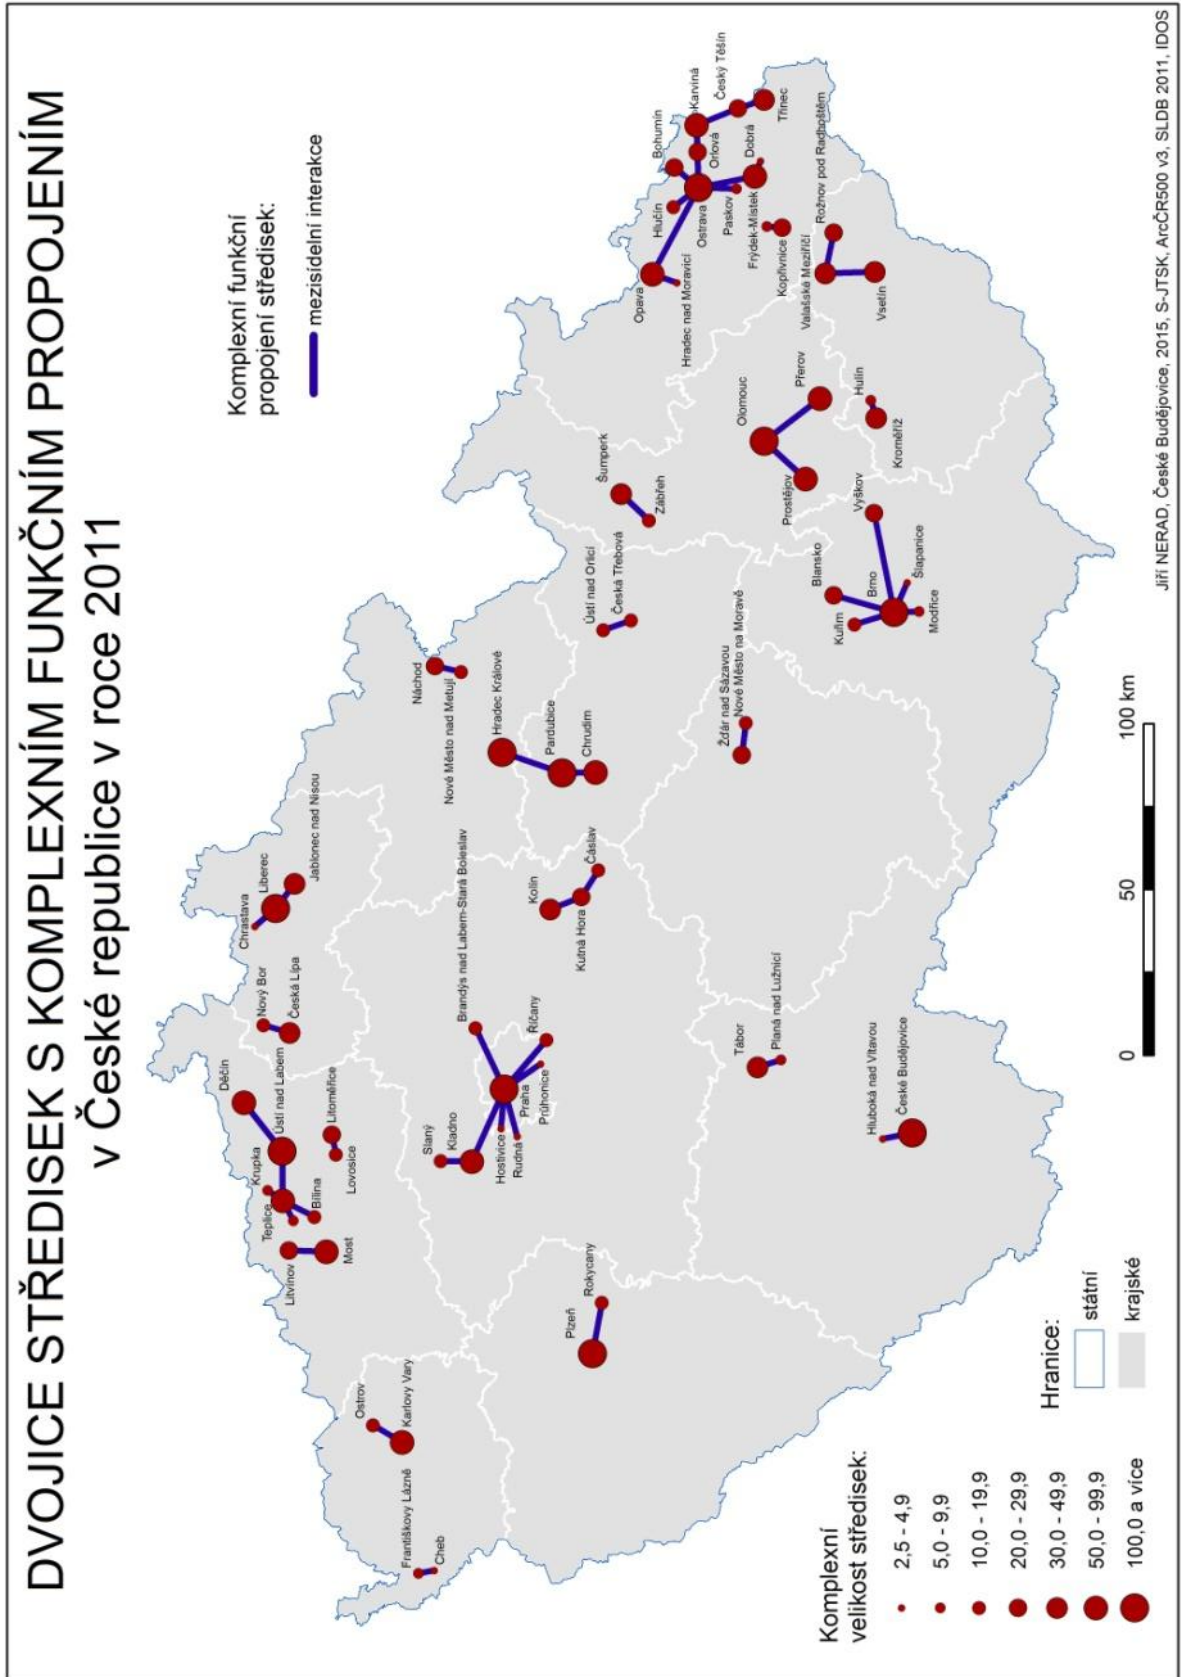 DVOJICE STŘEDISEK S KOMPLEXNÍM FUNKČNÍM PROPOJENÍM
v České republice v roce 2011
Komplexní funkční
propojení středisek:
mezisídelní interakce
Děčín
Ústí nad Labem
Krupka
Teplice
Bílina
Litvínov
Most
Litoměřice
Lovosice
Nový Bor
Česká Lípa
Chrastava
Liberec
Jablonec nad Nisou
Ostrov
Karlovy Vary
Františkovy Lázně
Cheb
Slaný
Kladno
Hostivice
Rudná
Praha
Průhonice
Říčany
Brandýs nad Labem-Stará Boleslav
Kolín
Kutná Hora
Čáslav
Náchod
Nové Město nad Metují
Hradec Králové
Pardubice
Chrudim
Ústí nad Orlicí
Česká Třebová
Šumperk
Zábřeh
Plzeň
Rokycany
Tábor
Planá nad Lužnicí
Hluboká nad Vltavou
České Budějovice
Žďár nad Sázavou
Nové Město na Moravě
Olomouc
Prostějov
Přerov
Hulín
Kroměříž
Vyškov
Blansko
Kuřim
Brno
Šlapanice
Modřice
Opava
Hradec nad Moravicí
Hlučín
Bohumín
Ostrava
Orlová
Karviná
Český Těšín
Třinec
Paskov
Dobrá
Frýdek-Místek
Kopřivnice
Valašské Meziříčí
Rožnov pod Radhoštěm
Vsetín
Komplexní
velikost středisek:
2,5 - 4,9
5,0 - 9,9
10,0 - 19,9
20,0 - 29,9
30,0 - 49,9
50,0 - 99,9
100,0 a více
Hranice:
státní
krajské
0 50 100 km
Jiří NERAD, České Budějovice, 2015, S-JTSK, ArcČR500 v3, SLDB 2011, IDOS